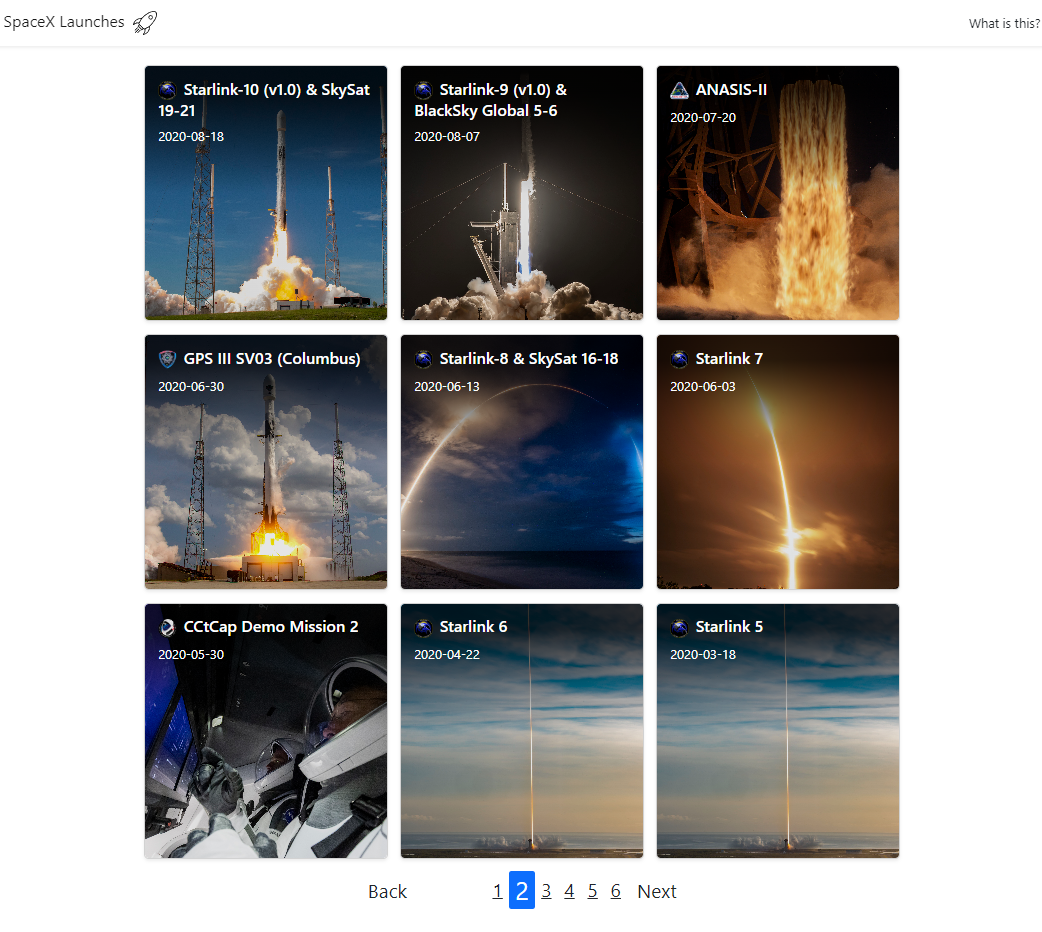 SpaceX Launches
What is this?
Starlink-10 (v1.0) & SkySat
19-21
2020-08-18
Starlink-9 (v1.0) &
BlackSky Global 5-6
2020-08-07
ANASIS-II
2020-07-20
GPS III SV03 (Columbus)
2020-06-30
Starlink-8 & SkySat 16-18
2020-06-13
Starlink 7
2020-06-03
CCtCap Demo Mission 2
2020-05-30
Starlink 6
2020-04-22
Starlink 5
2020-03-18
Back 1 2 3 4 5 6 Next